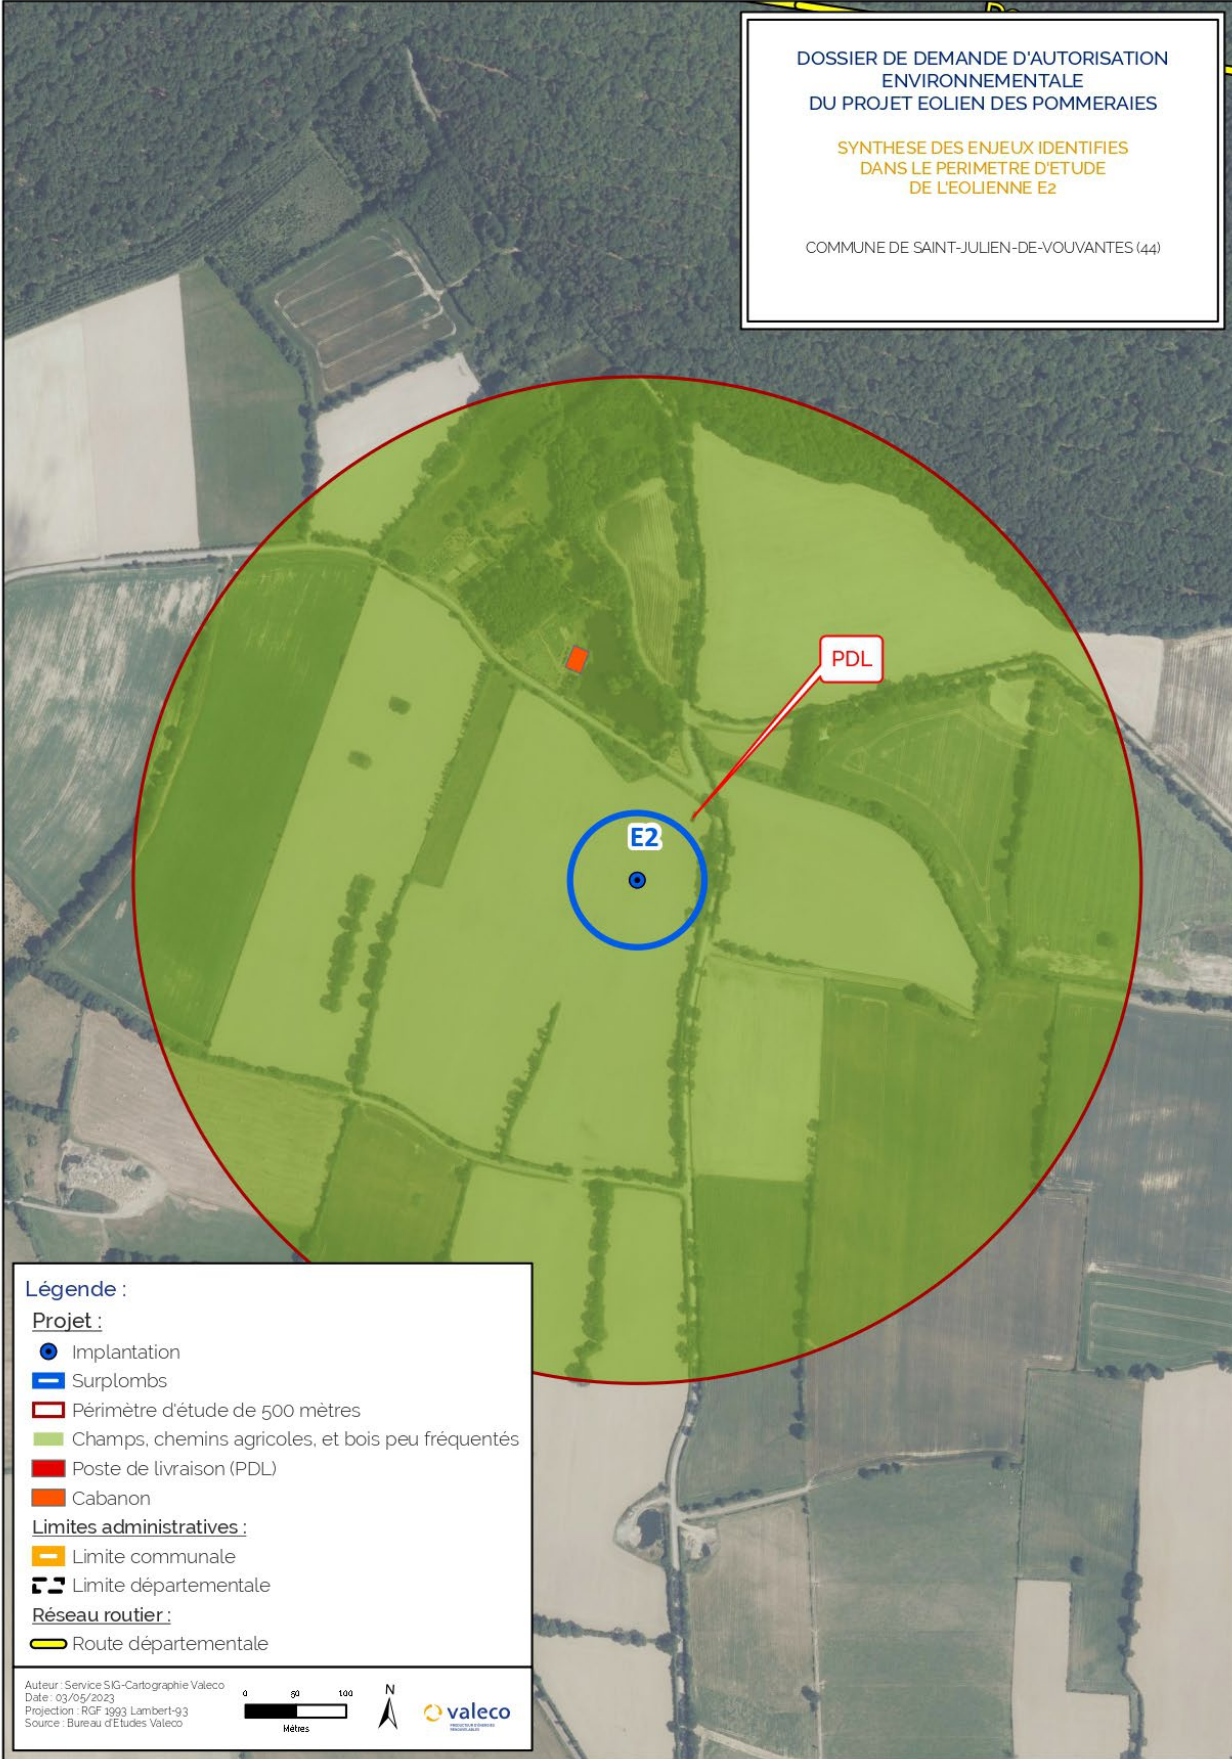 DOSSIER DE DEMANDE D'AUTORISATION
ENVIRONNEMENTALE
DU PROJET EOLIEN DES POMMERAIES
SYNTHESE DES ENJEUX IDENTIFIES
DANS LE PERIMETRE D'ETUDE
DE L'EOLIENNE E2
COMMUNE DE SAINT-JULIEN-DE-VOUVANTES (44)
PDL
E2
Légende :
Projet :
Implantation
Surplombs
Périmètre d'étude de 500 mètres
Champs, chemins agricoles, et bois peu fréquentés
Poste de livraison (PDL)
Cabanon
Limites administratives :
Limite communale
Limite départementale
Réseau routier :
Route départementale
Auteur : Service SIG-Cartographie Valeco
Date : 03/05/2023
Projection : RGF 1993 Lambert-93
Source : Bureau d'Etudes Valeco
0 50 100
Mètres
N
valeco
PRODUCTEUR D'ÉNERGIES
RENOUVELABLES